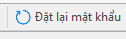 Đặt lại mật khẩu